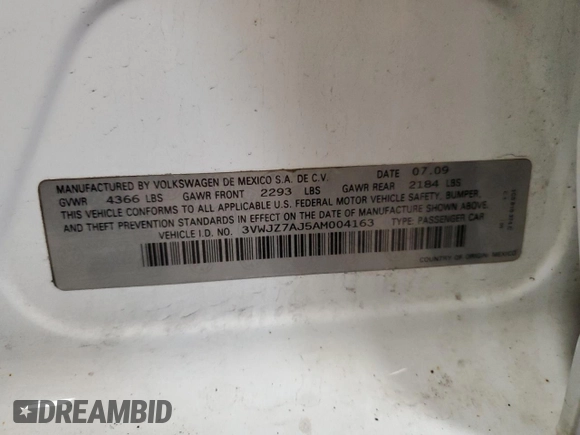 MANUFACTURED BY VOLKSWAGEN DE MEXICO S.A. DE C.V. DATE 07.09
GVWR 4366 LBS GAWR FRONT 2293 LBS GAWR REAR 2184 LBS
THIS VEHICLE CONFORMS TO ALL APPLICABLE U.S. FEDERAL MOTOR VEHICLE SAFETY, BUMPER,
AND THEFT PREVENTION STANDARDS IN EFFECT ON THE DATE OF MANUFACTURE SHOWN ABOVE.
VEHICLE I.D. NO. 3VWJZ7AJ5AM004163 TYPE: PASSENGER CAR
COUNTRY OF ORIGIN: MEXICO
DREAMBID